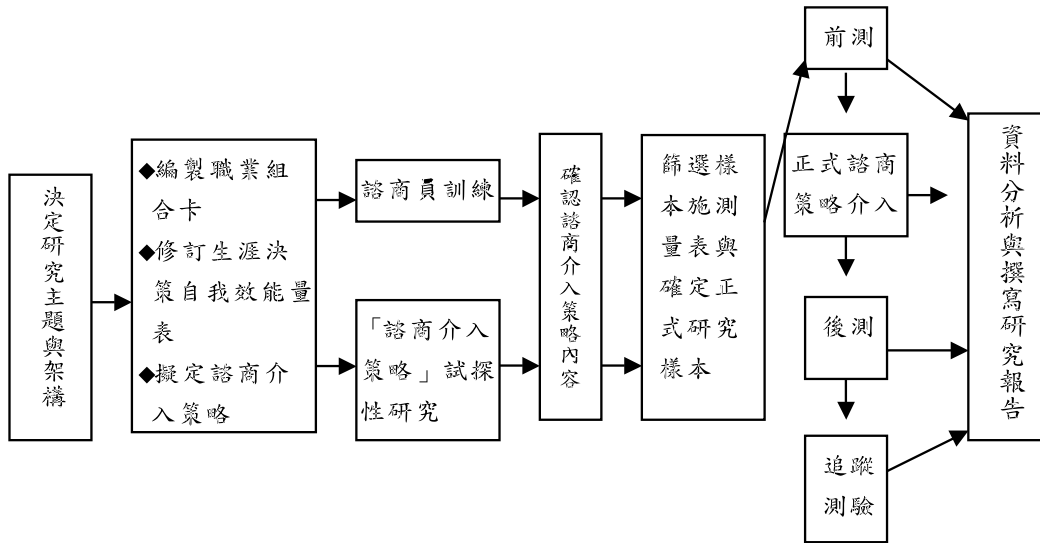 決定研究主題與架構
◆編製職業組
合卡
◆修訂生涯決
策自我效能量
表
◆擬定諮商介
入策略
諮商員訓練
「諮商介入
策略」試探
性研究
確認諮商介入策略內容
篩選樣
本施測
量表與
確定正
式研究
樣本
前測
正式諮商
策略介入
後測
追蹤
測驗
資料分析與撰寫研究報告